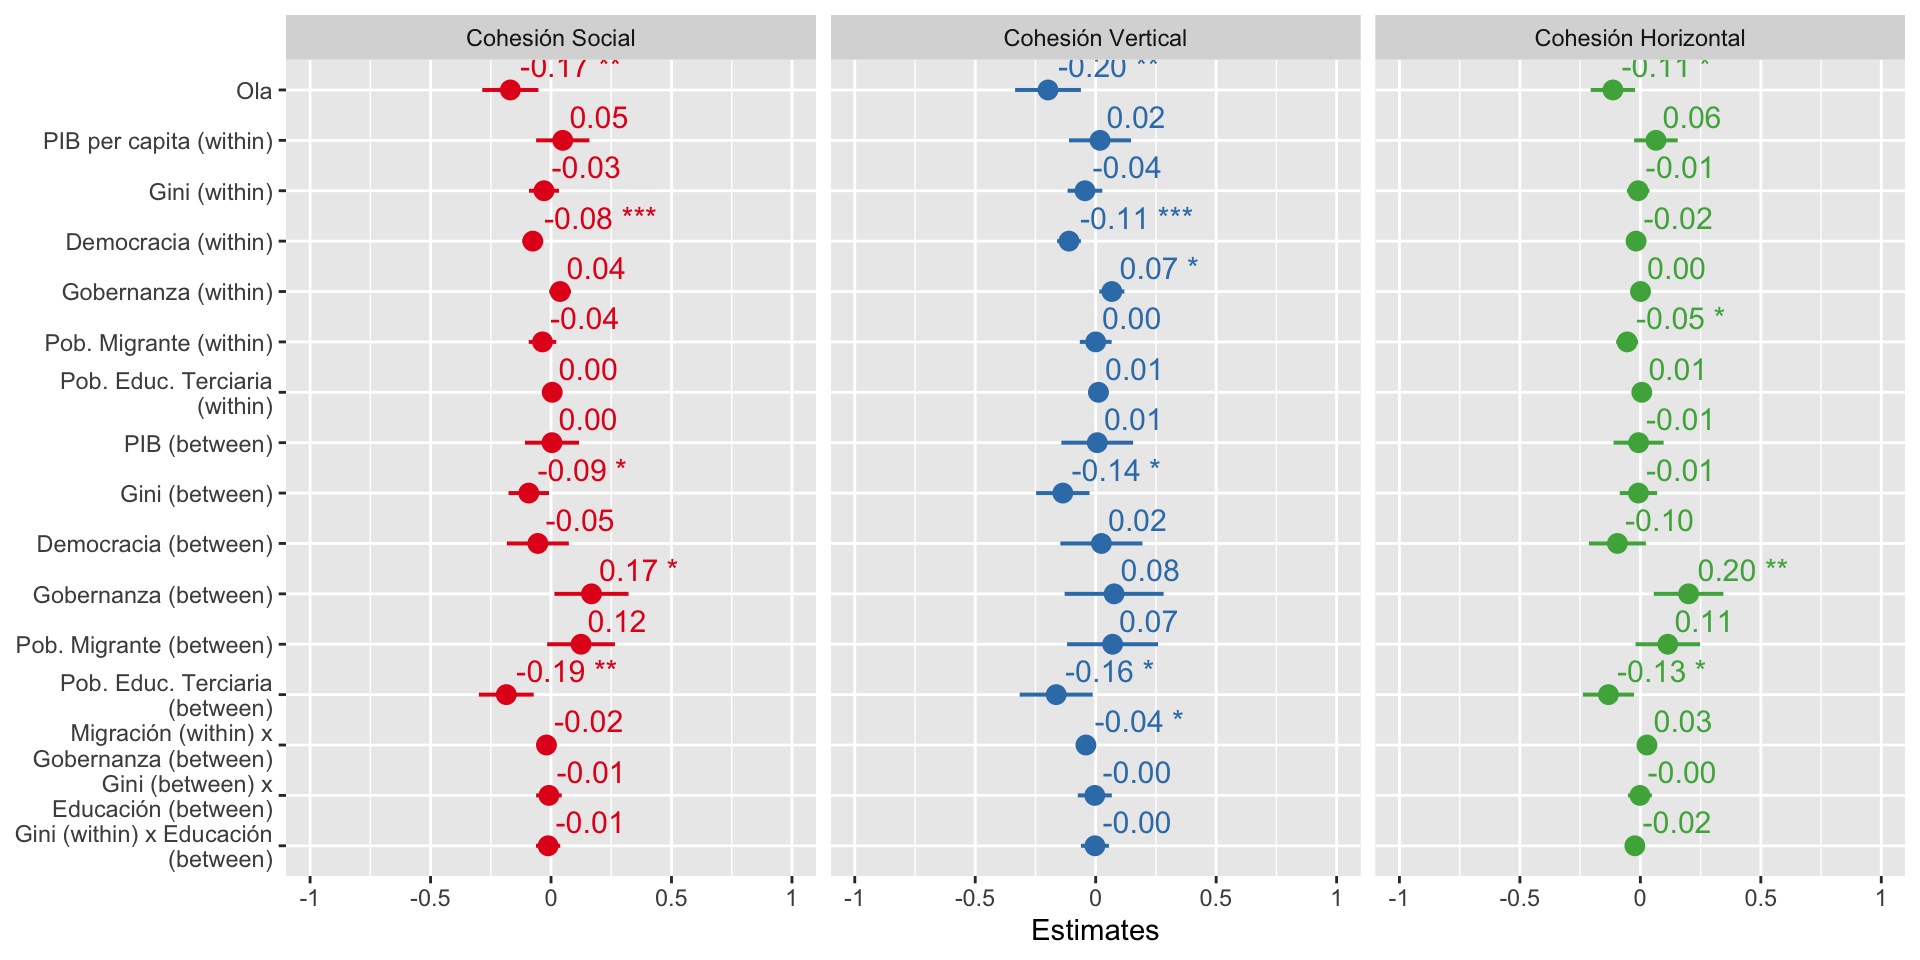 Cohesión Social
Cohesión Vertical
Cohesión Horizontal
Ola
-0.17 **
-0.20 **
-0.11 *
PIB per capita (within)
0.05
0.02
0.06
Gini (within)
-0.03
-0.04
-0.01
Democracia (within)
-0.08 ***
-0.11 ***
-0.02
Gobernanza (within)
0.04
0.07 *
0.00
Pob. Migrante (within)
-0.04
0.00
-0.05 *
Pob. Educ. Terciaria
(within)
0.00
0.01
0.01
PIB (between)
0.00
0.01
-0.01
Gini (between)
-0.09 *
-0.14 *
-0.01
Democracia (between)
-0.05
0.02
-0.10
Gobernanza (between)
0.17 *
0.08
0.20 **
Pob. Migrante (between)
0.12
0.07
0.11
Pob. Educ. Terciaria
(between)
-0.19 **
-0.16 *
-0.13 *
Migración (within) x
Gobernanza (between)
-0.02
-0.04 *
0.03
Gini (between) x
Educación (between)
-0.01
-0.00
-0.00
Gini (within) x Educación
(between)
-0.01
-0.00
-0.02
-1 -0.5 0 0.5 1
-1 -0.5 0 0.5 1
-1 -0.5 0 0.5 1
Estimates